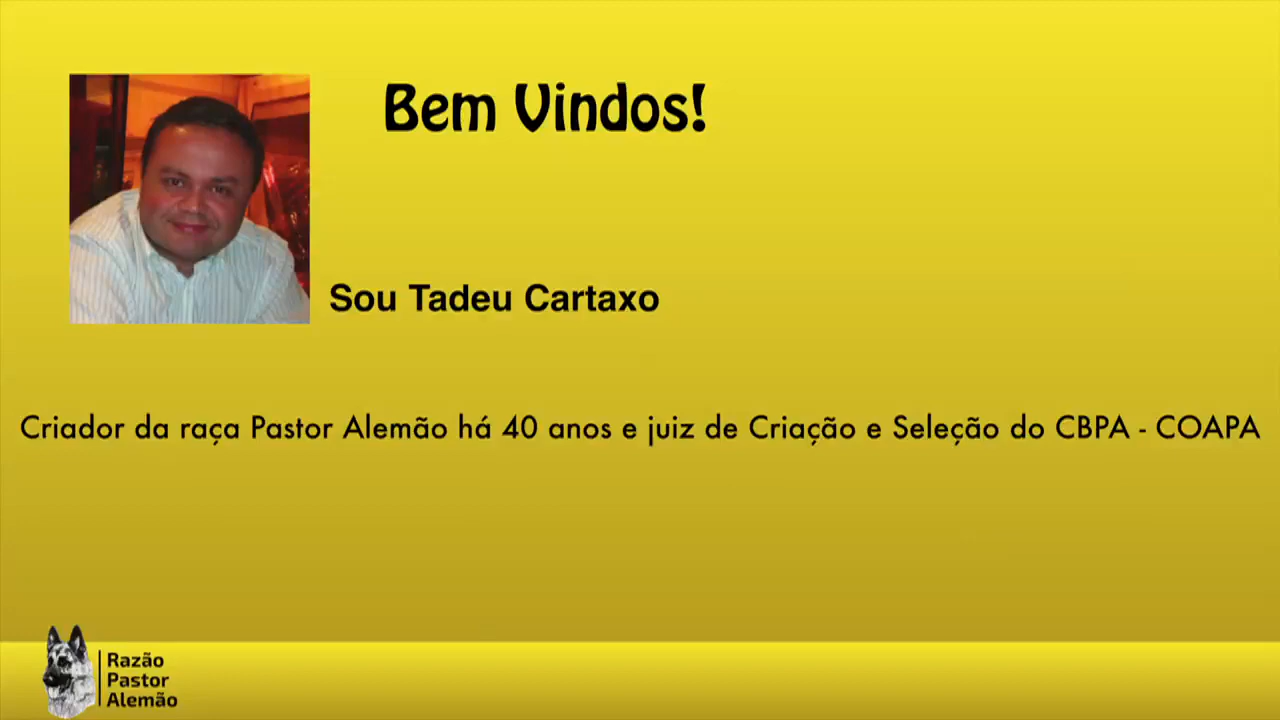 Bem Vindos!
Sou Tadeu Cartaxo
Criador da raça Pastor Alemão há 40 anos e juiz de Criação e Seleção do CBPA - COAPA
Razão
Pastor
Alemão